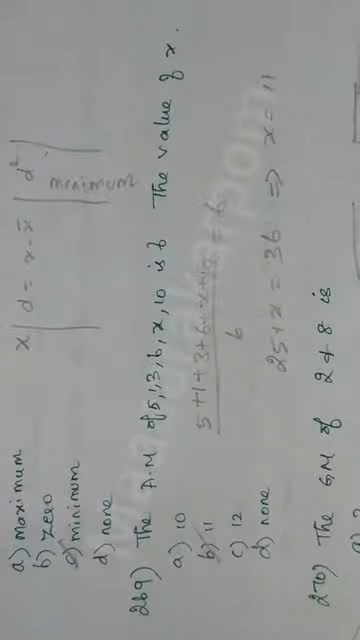 a) maximum
b) zero
c) minimum
d) none
x | d = x - x̄ | d²
minimum
269) The A.M of 5,1,3,6,x,10 is 6 The value of x.
a) 10
b) 11
c) 12
d) none
5+1+3+6+x+10 = 6
6
25+x = 36 ⇒ x = 11
270) The GM of 2 & 8 is